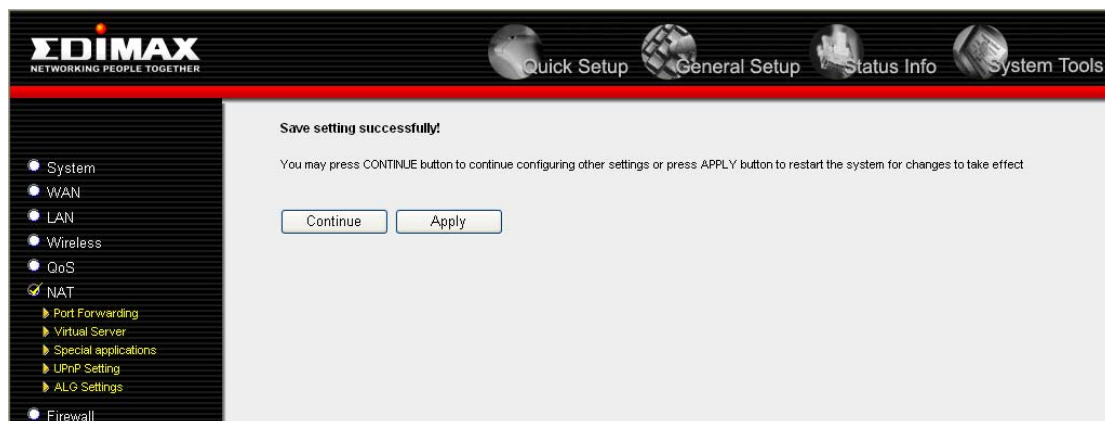 EDIMAX
NETWORKING PEOPLE TOGETHER
Quick Setup
General Setup
Status Info
System Tools
System
WAN
LAN
Wireless
QoS
NAT
Port Forwarding
Virtual Server
Special applications
UPnP Setting
ALG Settings
Firewall
Save setting successfully!
You may press CONTINUE button to continue configuring other settings or press APPLY button to restart the system for changes to take effect
Continue
Apply